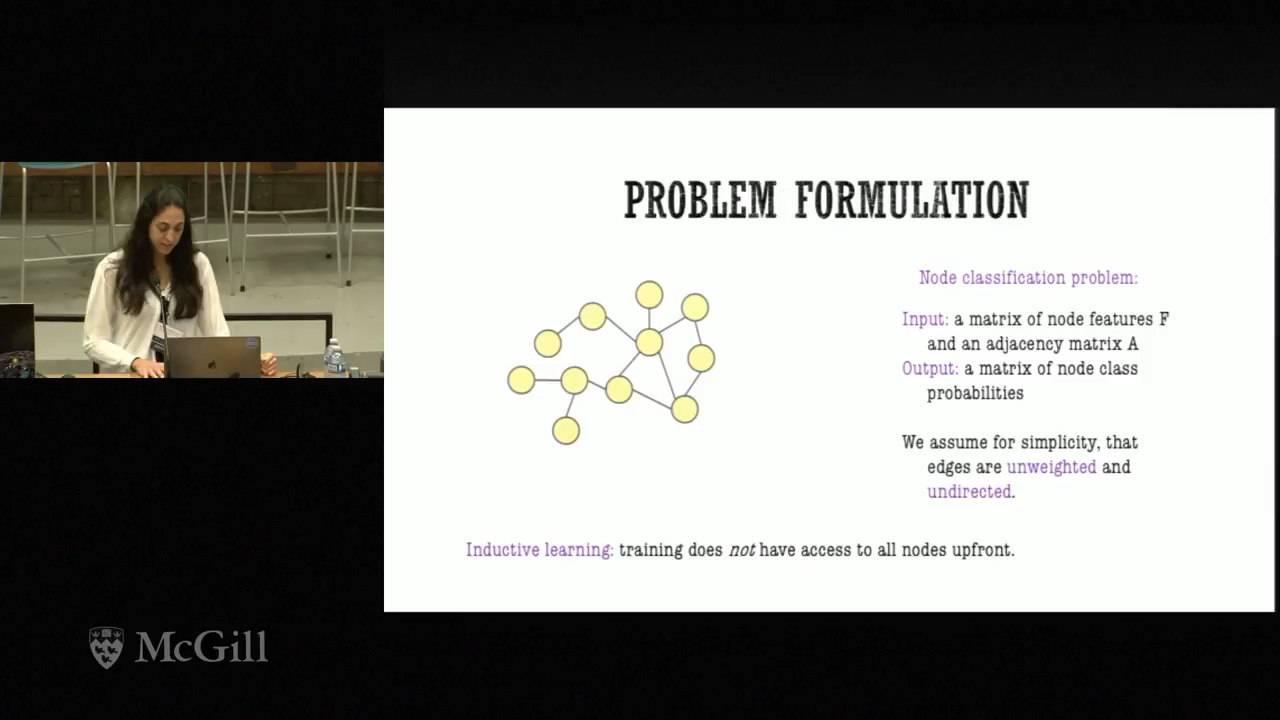 PROBLEM FORMULATION
Node classification problem:
Input: a matrix of node features F
and an adjacency matrix A
Output: a matrix of node class
probabilities
We assume for simplicity, that
edges are unweighted and
undirected.
Inductive learning: training does not have access to all nodes upfront.
McGill